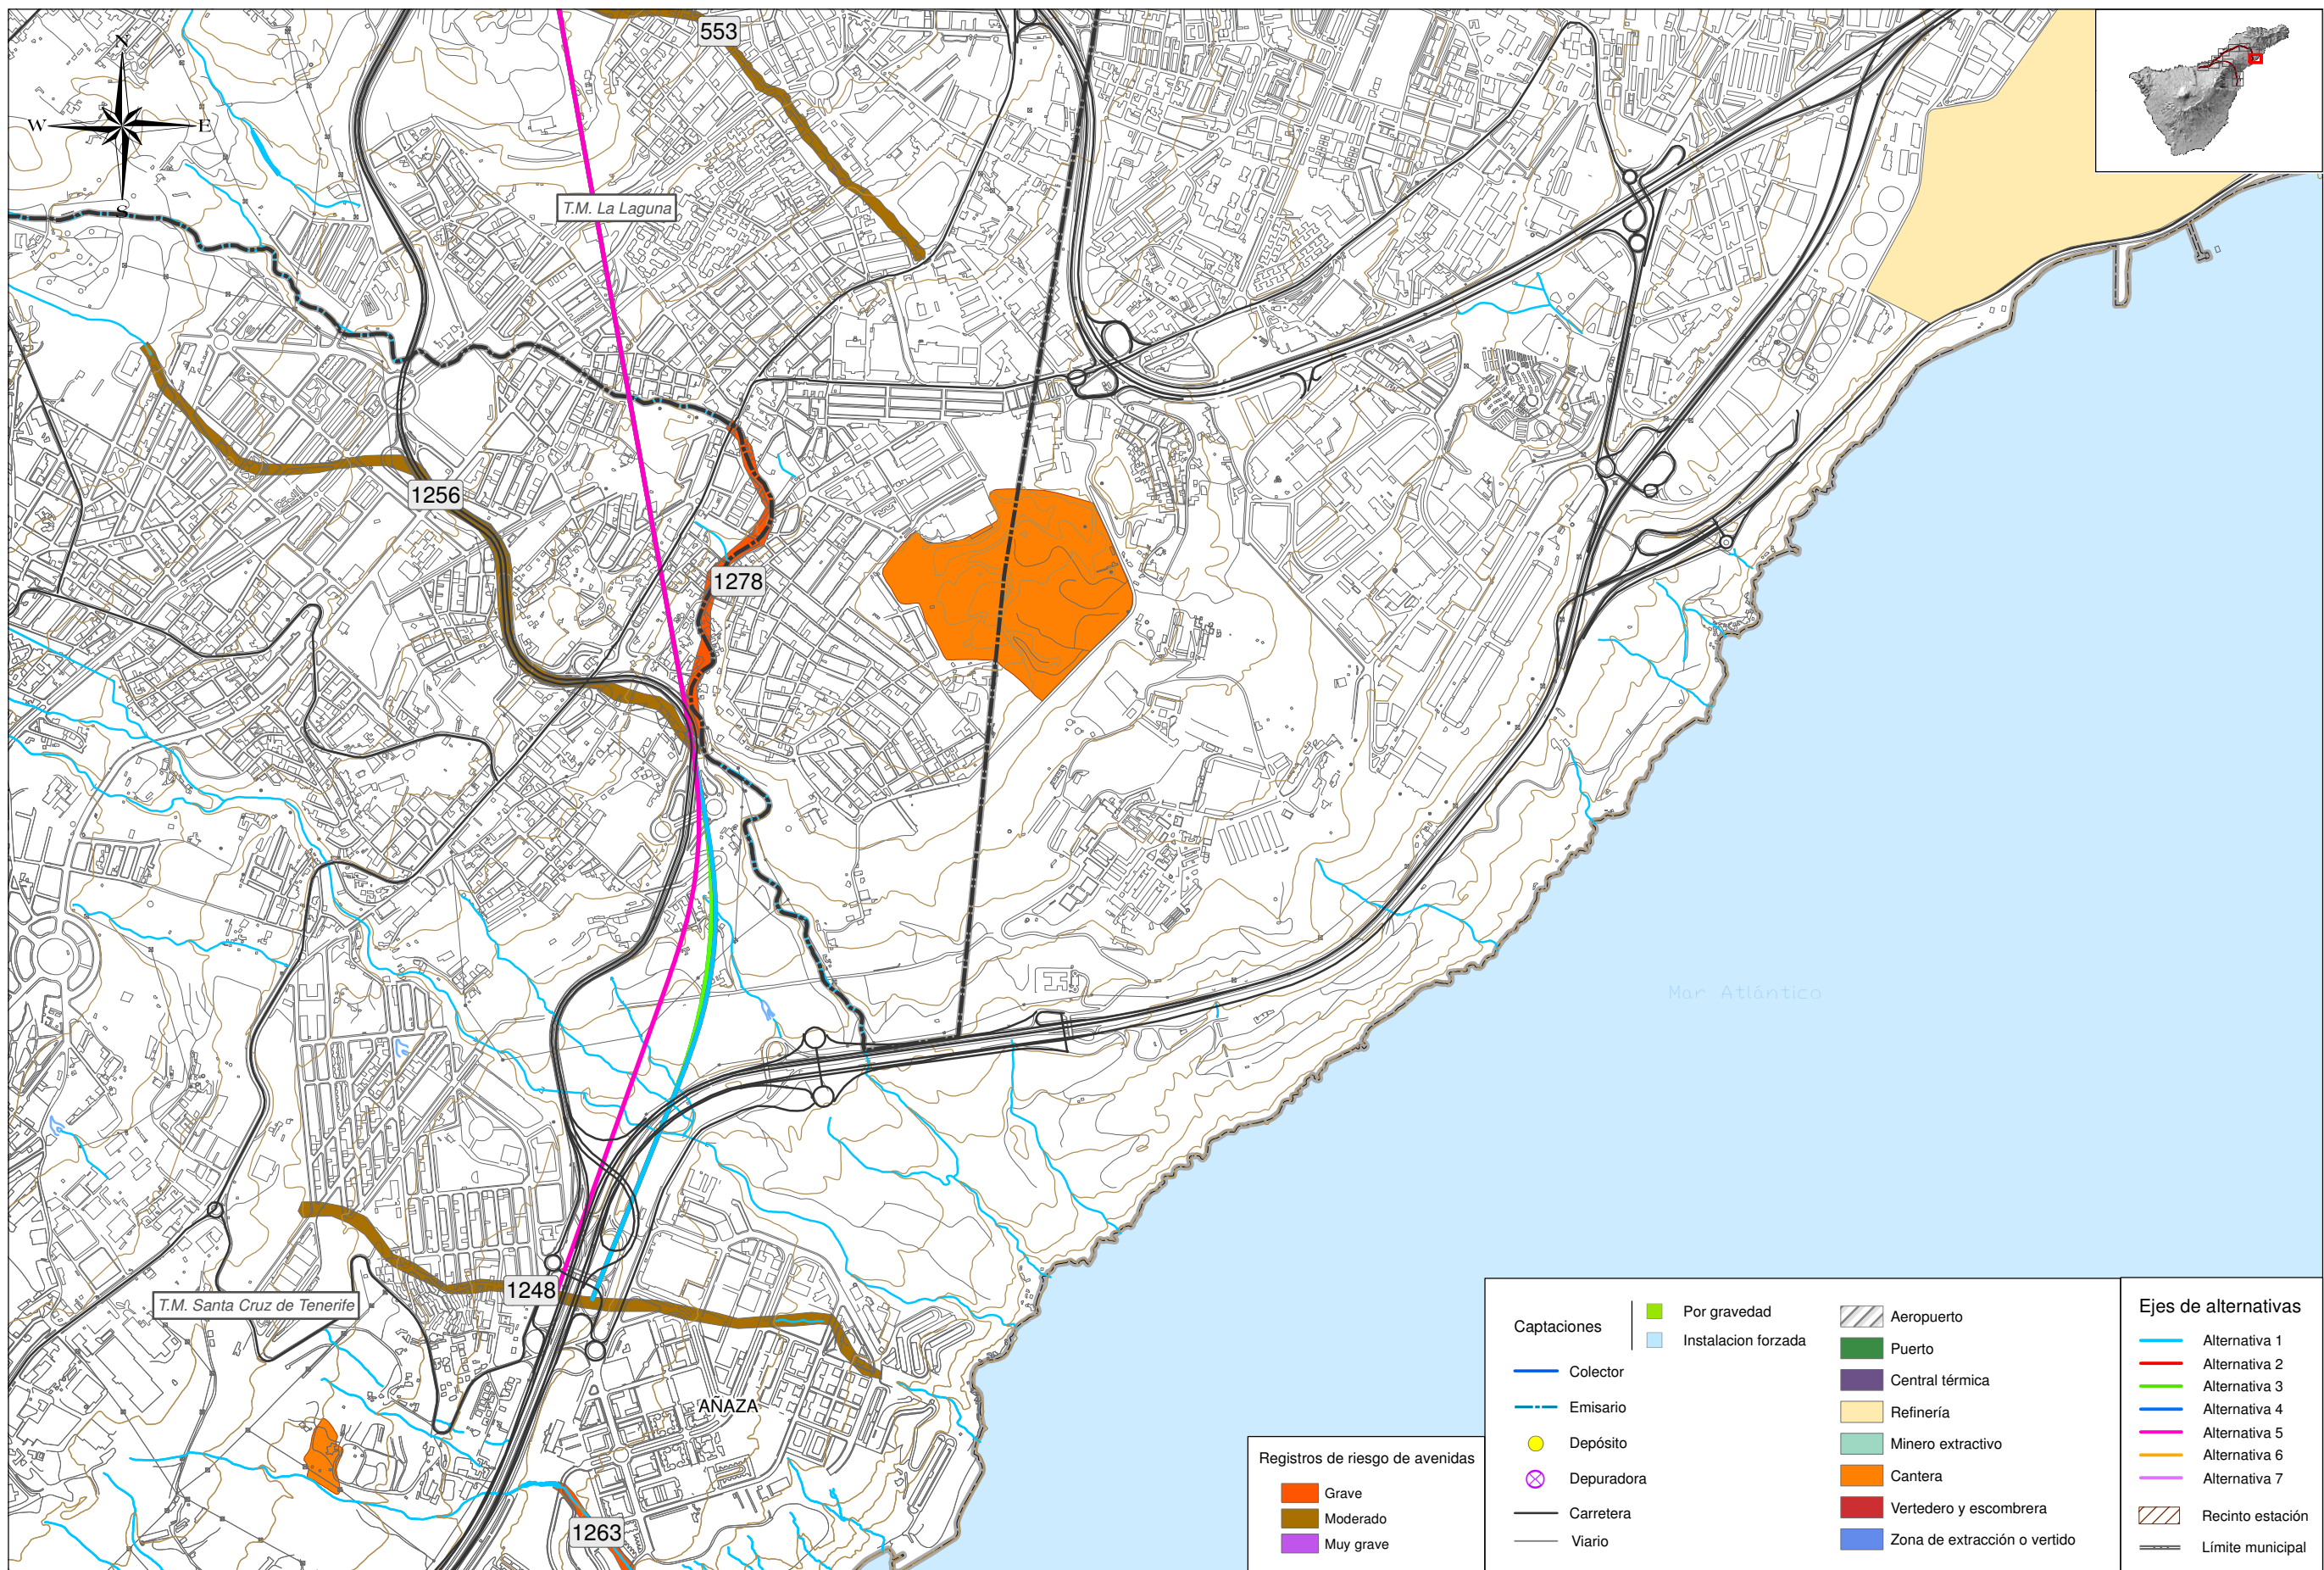 N
W
E
S
553
T.M. La Laguna
1256
1278
Mar Atlántico
1248
T.M. Santa Cruz de Tenerife
AÑAZA
1263
Registros de riesgo de avenidas
Grave
Moderado
Muy grave
Captaciones
Por gravedad
Instalacion forzada
Colector
Emisario
Depósito
Depuradora
Carretera
Viario
Aeropuerto
Puerto
Central térmica
Refinería
Minero extractivo
Cantera
Vertedero y escombrera
Zona de extracción o vertido
Ejes de alternativas
Alternativa 1
Alternativa 2
Alternativa 3
Alternativa 4
Alternativa 5
Alternativa 6
Alternativa 7
Recinto estación
Límite municipal